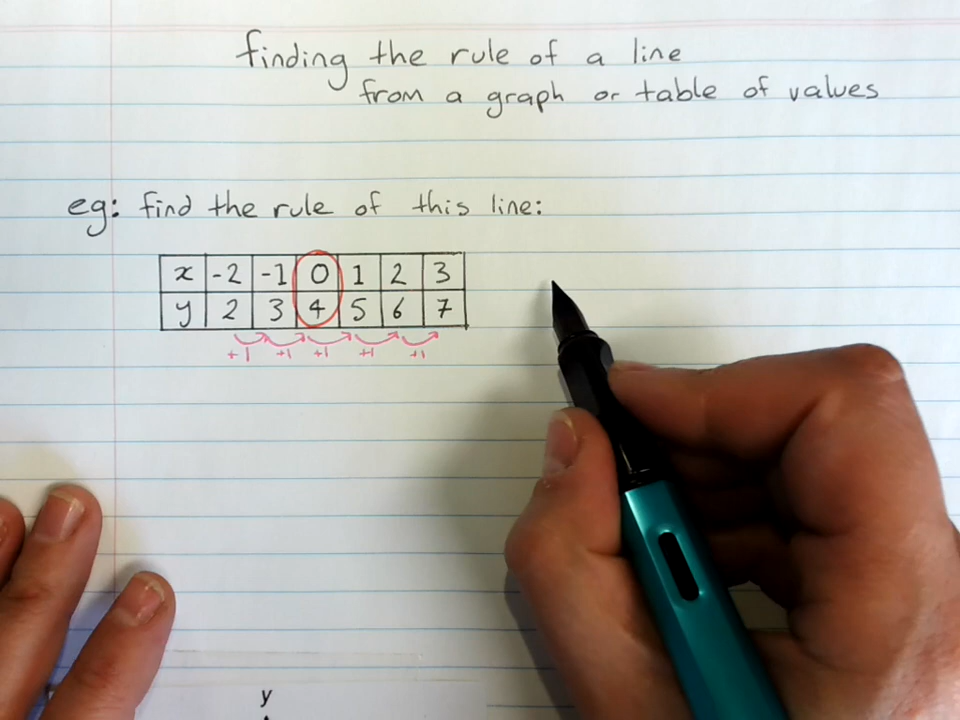 finding the rule of a line
from a graph or table of values
eg: find the rule of this line:
x -2 -1 0 1 2 3
y 2 3 4 5 6 7
+1 +1 +1 +1 +1
y